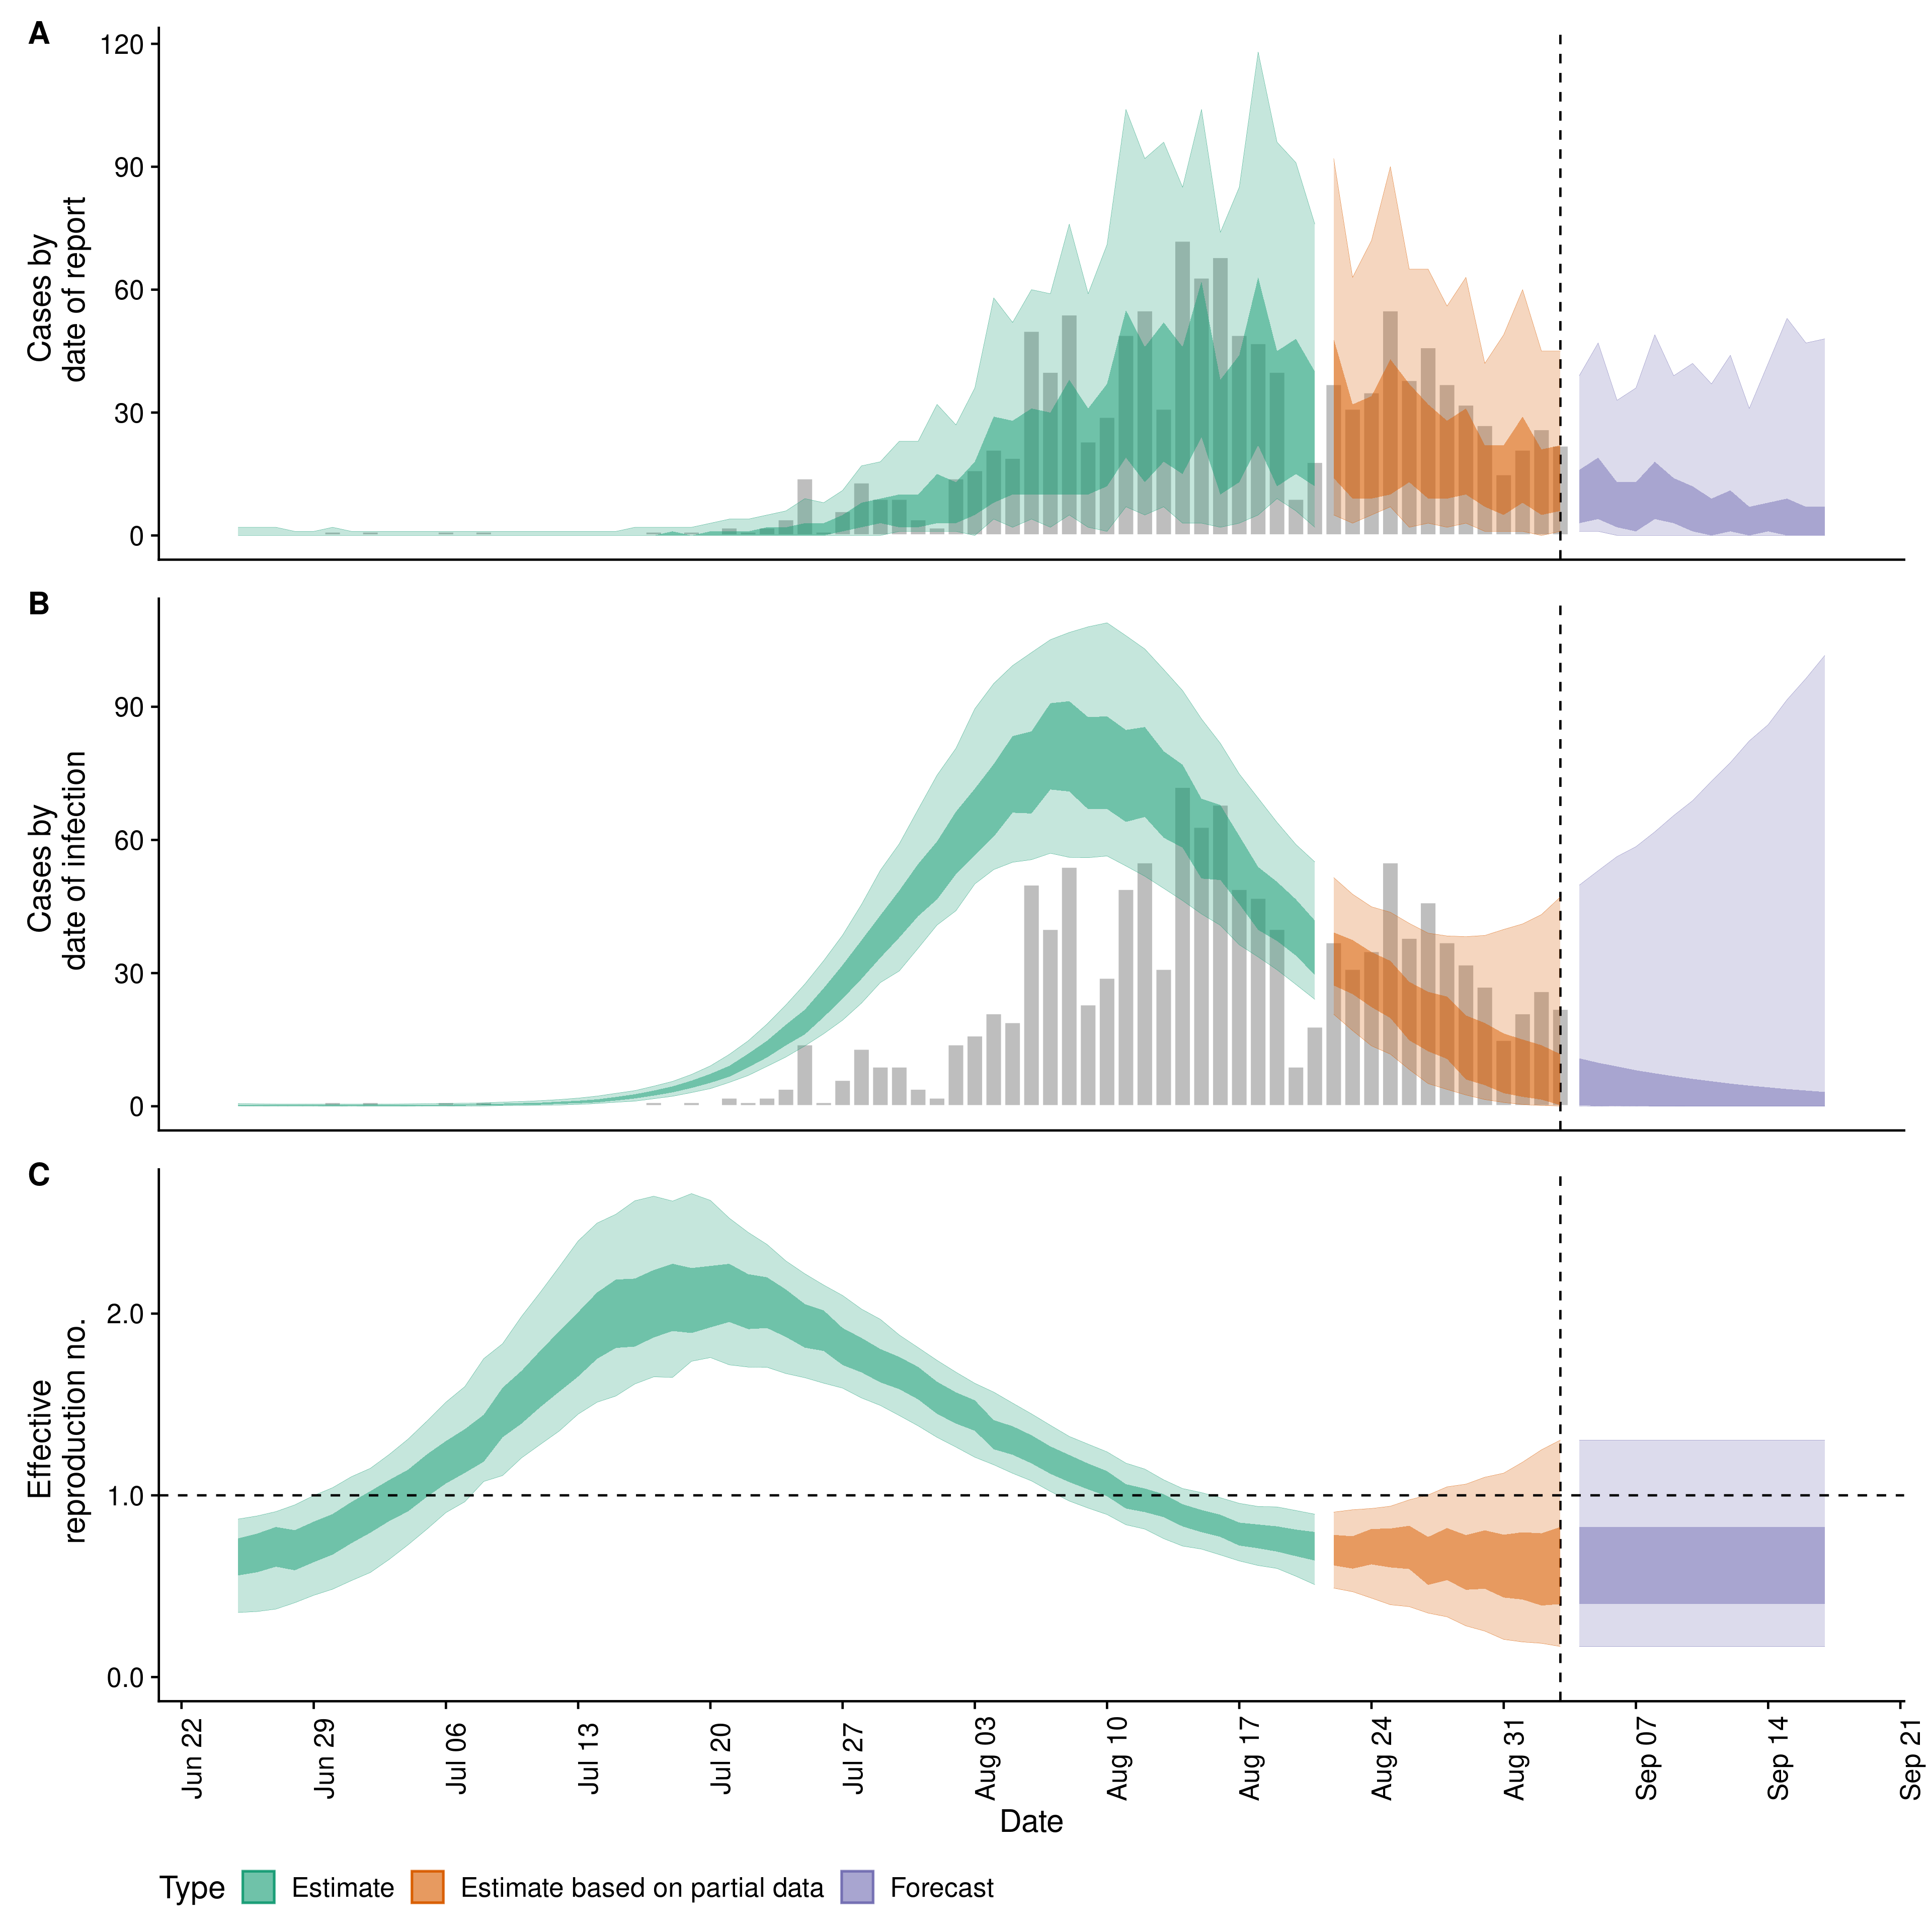 A
120
90
60
30
0
Cases by
date of report
B
90
60
30
0
Cases by
date of infection
C
2.0
1.0
0.0
Effective
reproduction no.
Jun 22
Jun 29
Jul 06
Jul 13
Jul 20
Jul 27
Aug 03
Aug 10
Aug 17
Aug 24
Aug 31
Sep 07
Sep 14
Sep 21
Date
Type Estimate Estimate based on partial data Forecast